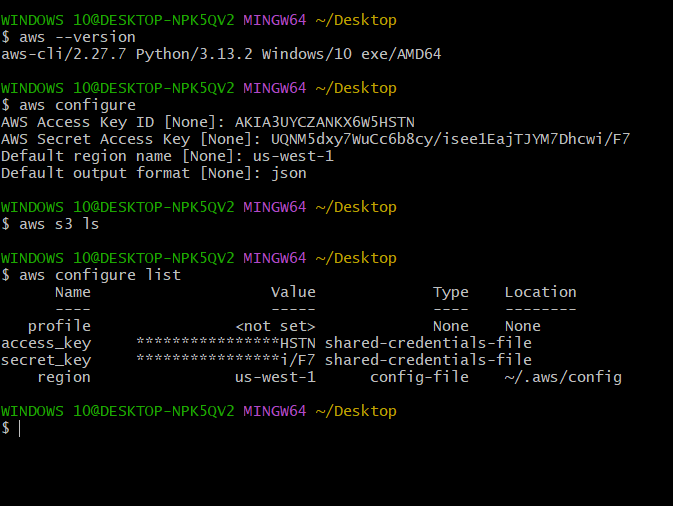 WINDOWS 10@DESKTOP-NPK5QV2 MINGW64 ~/Desktop
$ aws --version
aws-cli/2.27.7 Python/3.13.2 Windows/10 exe/AMD64
WINDOWS 10@DESKTOP-NPK5QV2 MINGW64 ~/Desktop
$ aws configure
AWS Access Key ID [None]: AKIA3UYCZANKX6W5HSTN
AWS Secret Access Key [None]: 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
Default region name [None]: us-west-1
Default output format [None]: json
WINDOWS 10@DESKTOP-NPK5QV2 MINGW64 ~/Desktop
$ aws s3 ls
WINDOWS 10@DESKTOP-NPK5QV2 MINGW64 ~/Desktop
$ aws configure list
Name Value Type Location
---- ----- ---- --------
profile <not set> None None
access_key ****************HSTN shared-credentials-file
secret_key ****************i/F7 shared-credentials-file
region us-west-1 config-file ~/.aws/config
WINDOWS 10@DESKTOP-NPK5QV2 MINGW64 ~/Desktop
$